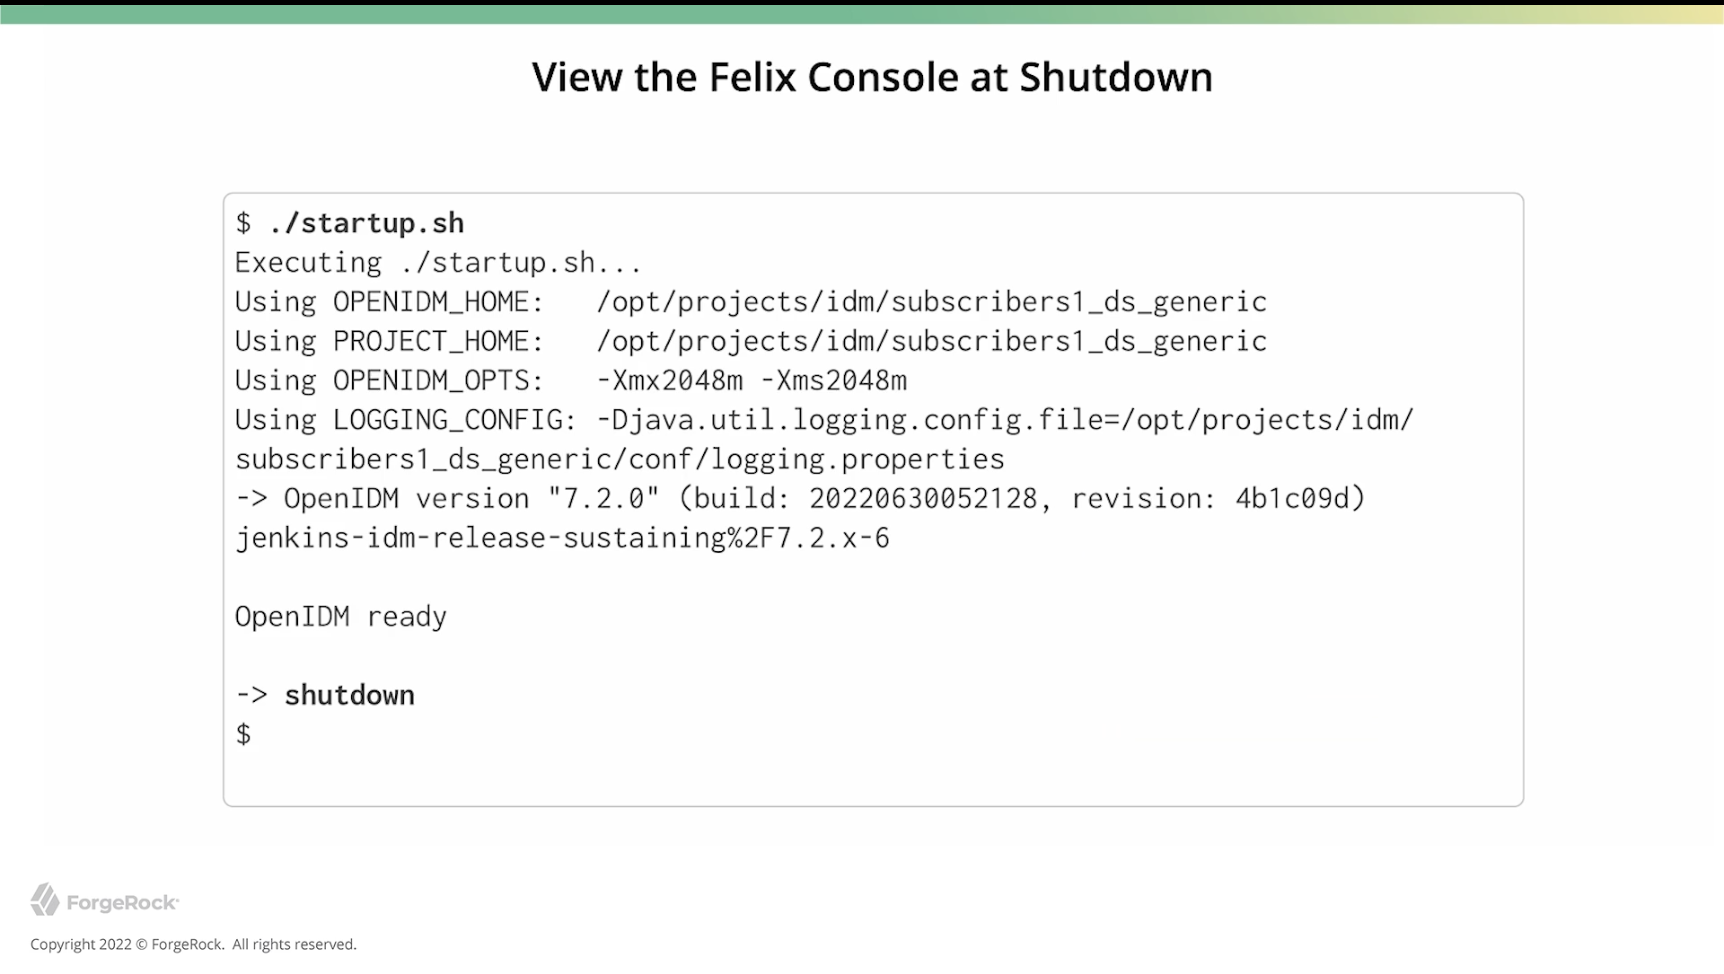 View the Felix Console at Shutdown
$ ./startup.sh
Executing ./startup.sh...
Using OPENIDM_HOME:   /opt/projects/idm/subscribers1_ds_generic
Using PROJECT_HOME:   /opt/projects/idm/subscribers1_ds_generic
Using OPENIDM_OPTS:   -Xmx2048m -Xms2048m
Using LOGGING_CONFIG: -Djava.util.logging.config.file=/opt/projects/idm/
subscribers1_ds_generic/conf/logging.properties
-> OpenIDM version "7.2.0" (build: 20220630052128, revision: 4b1c09d)
jenkins-idm-release-sustaining%2F7.2.x-6
OpenIDM ready
-> shutdown
$
ForgeRock
Copyright 2022 © ForgeRock. All rights reserved.